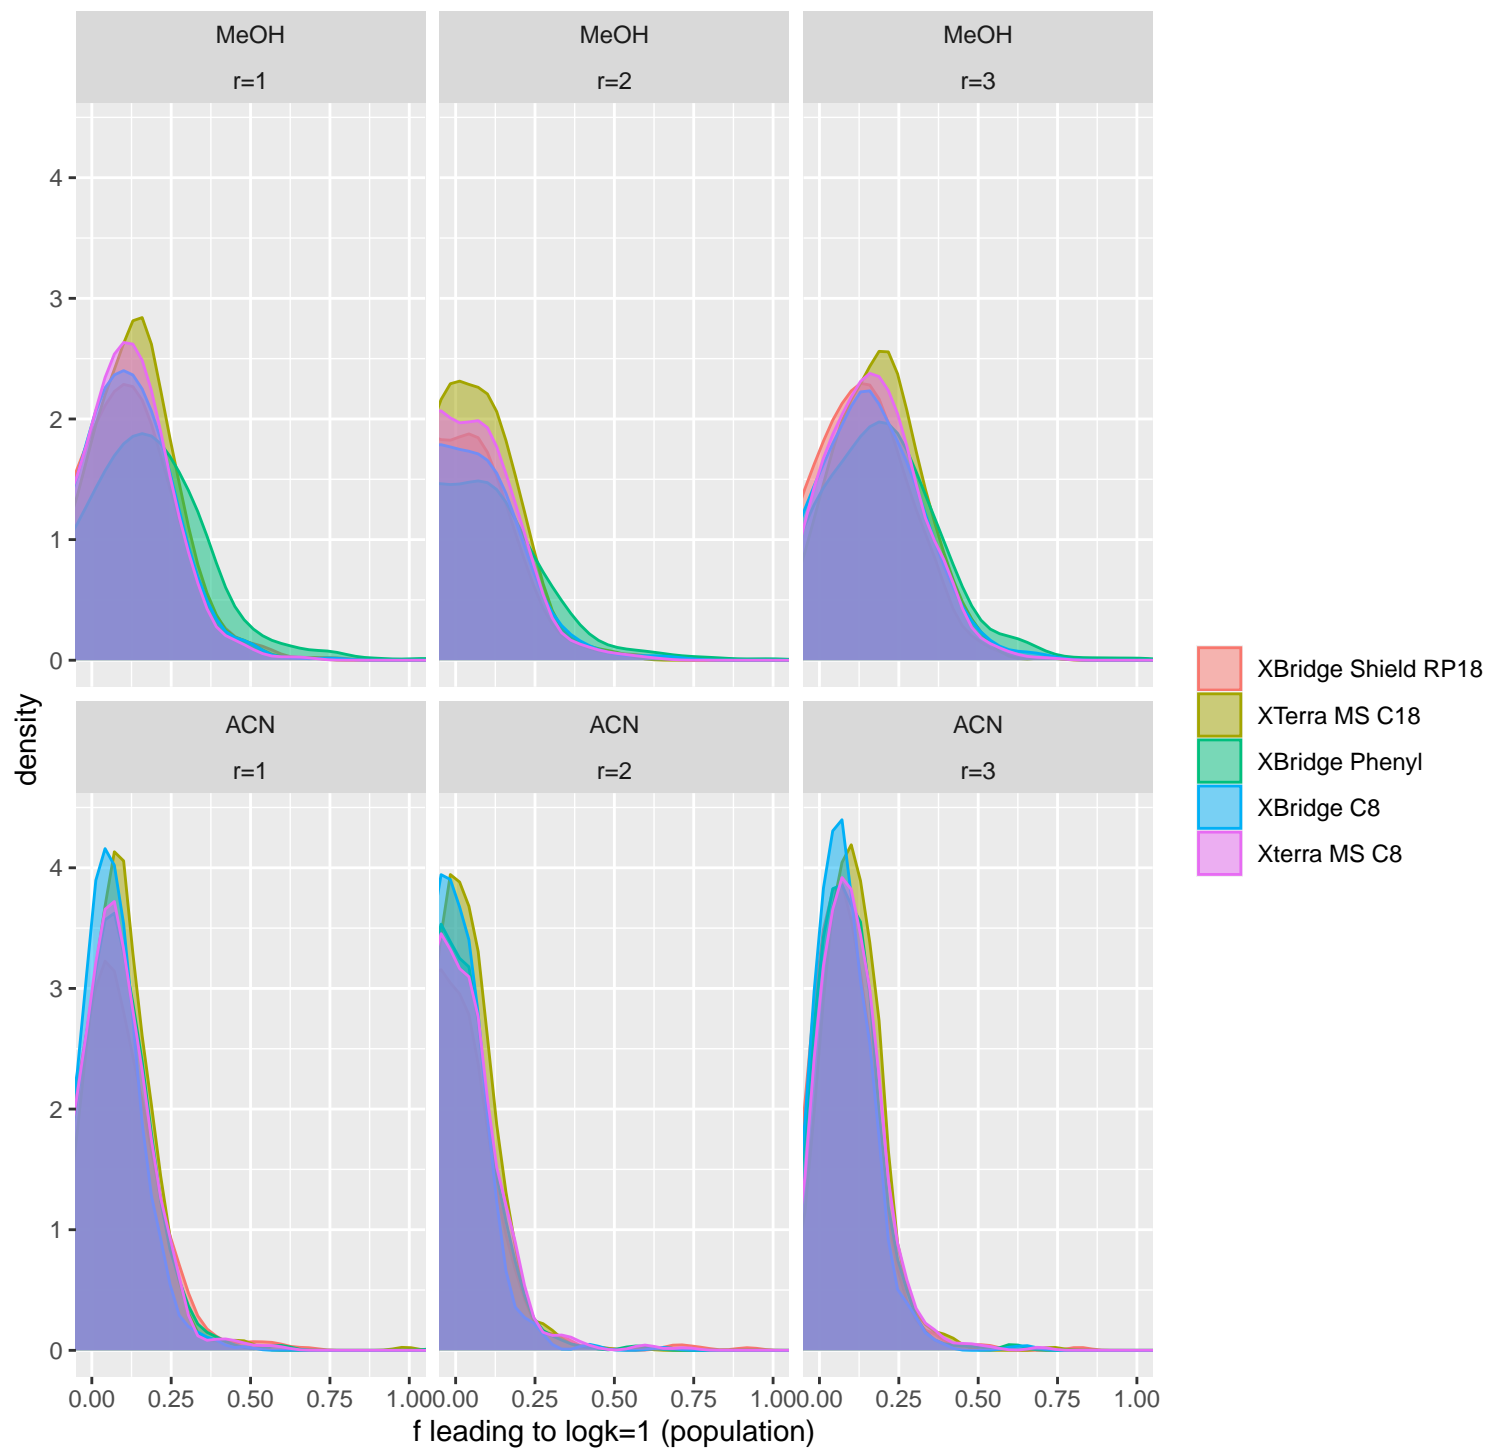 MeOH MeOH MeOH
r=1 r=2 r=3
4
3
2
1
0
density
ACN ACN ACN
r=1 r=2 r=3
4
3
2
1
0
0.00 0.25 0.50 0.75 1.00 0.00 0.25 0.50 0.75 1.00 0.00 0.25 0.50 0.75 1.00
f leading to logk=1 (population)
XBridge Shield RP18
XTerra MS C18
XBridge Phenyl
XBridge C8
Xterra MS C8